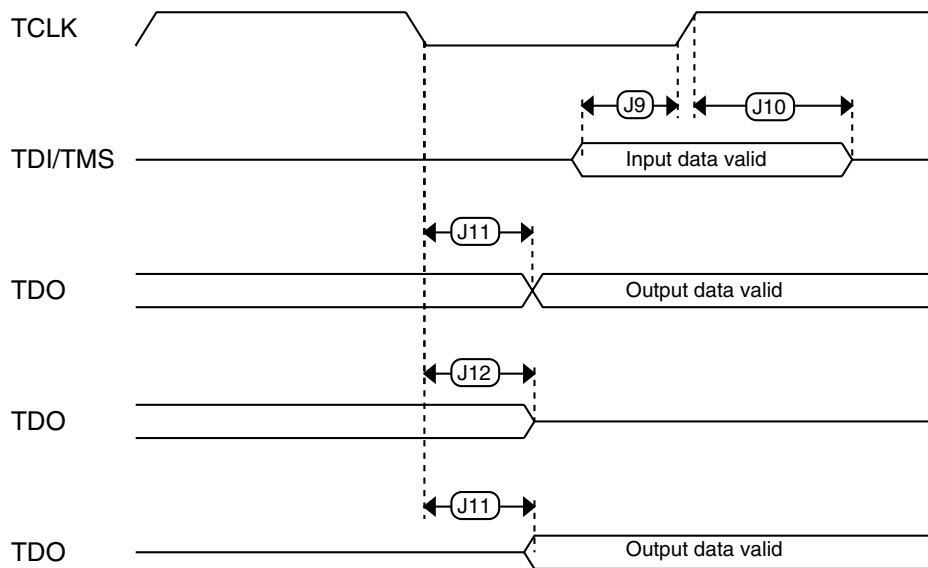 TCLK
J9
J10
TDI/TMS
Input data valid
J11
TDO
Output data valid
J12
TDO
J11
TDO
Output data valid